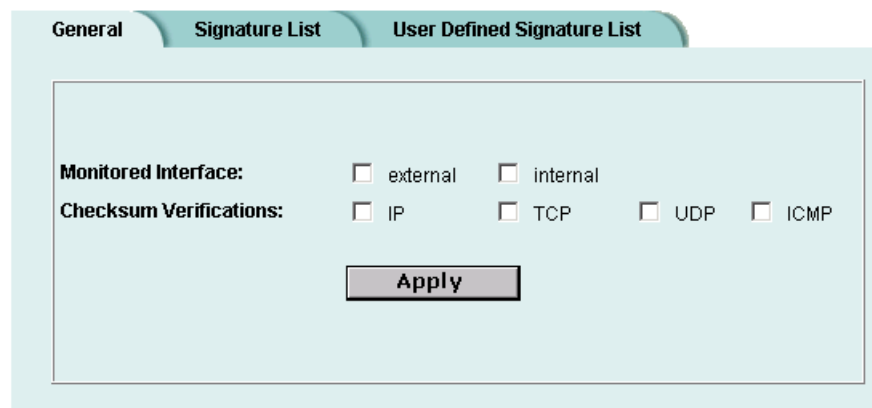 General Signature List User Defined Signature List
Monitored Interface: external internal
Checksum Verifications: IP TCP UDP ICMP
Apply